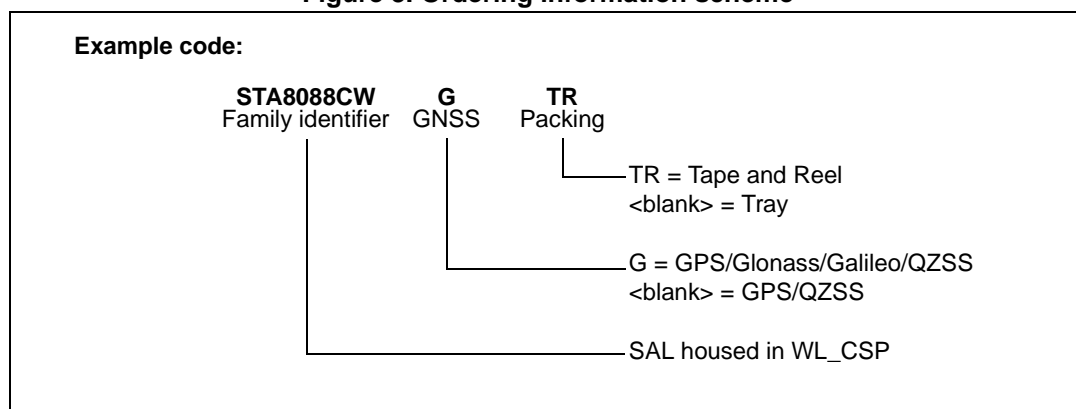 Figure 8. Ordering information scheme
Example code:
STA8088CW G TR
Family identifier GNSS Packing
TR = Tape and Reel
<blank> = Tray
G = GPS/Glonass/Galileo/QZSS
<blank> = GPS/QZSS
SAL housed in WL_CSP